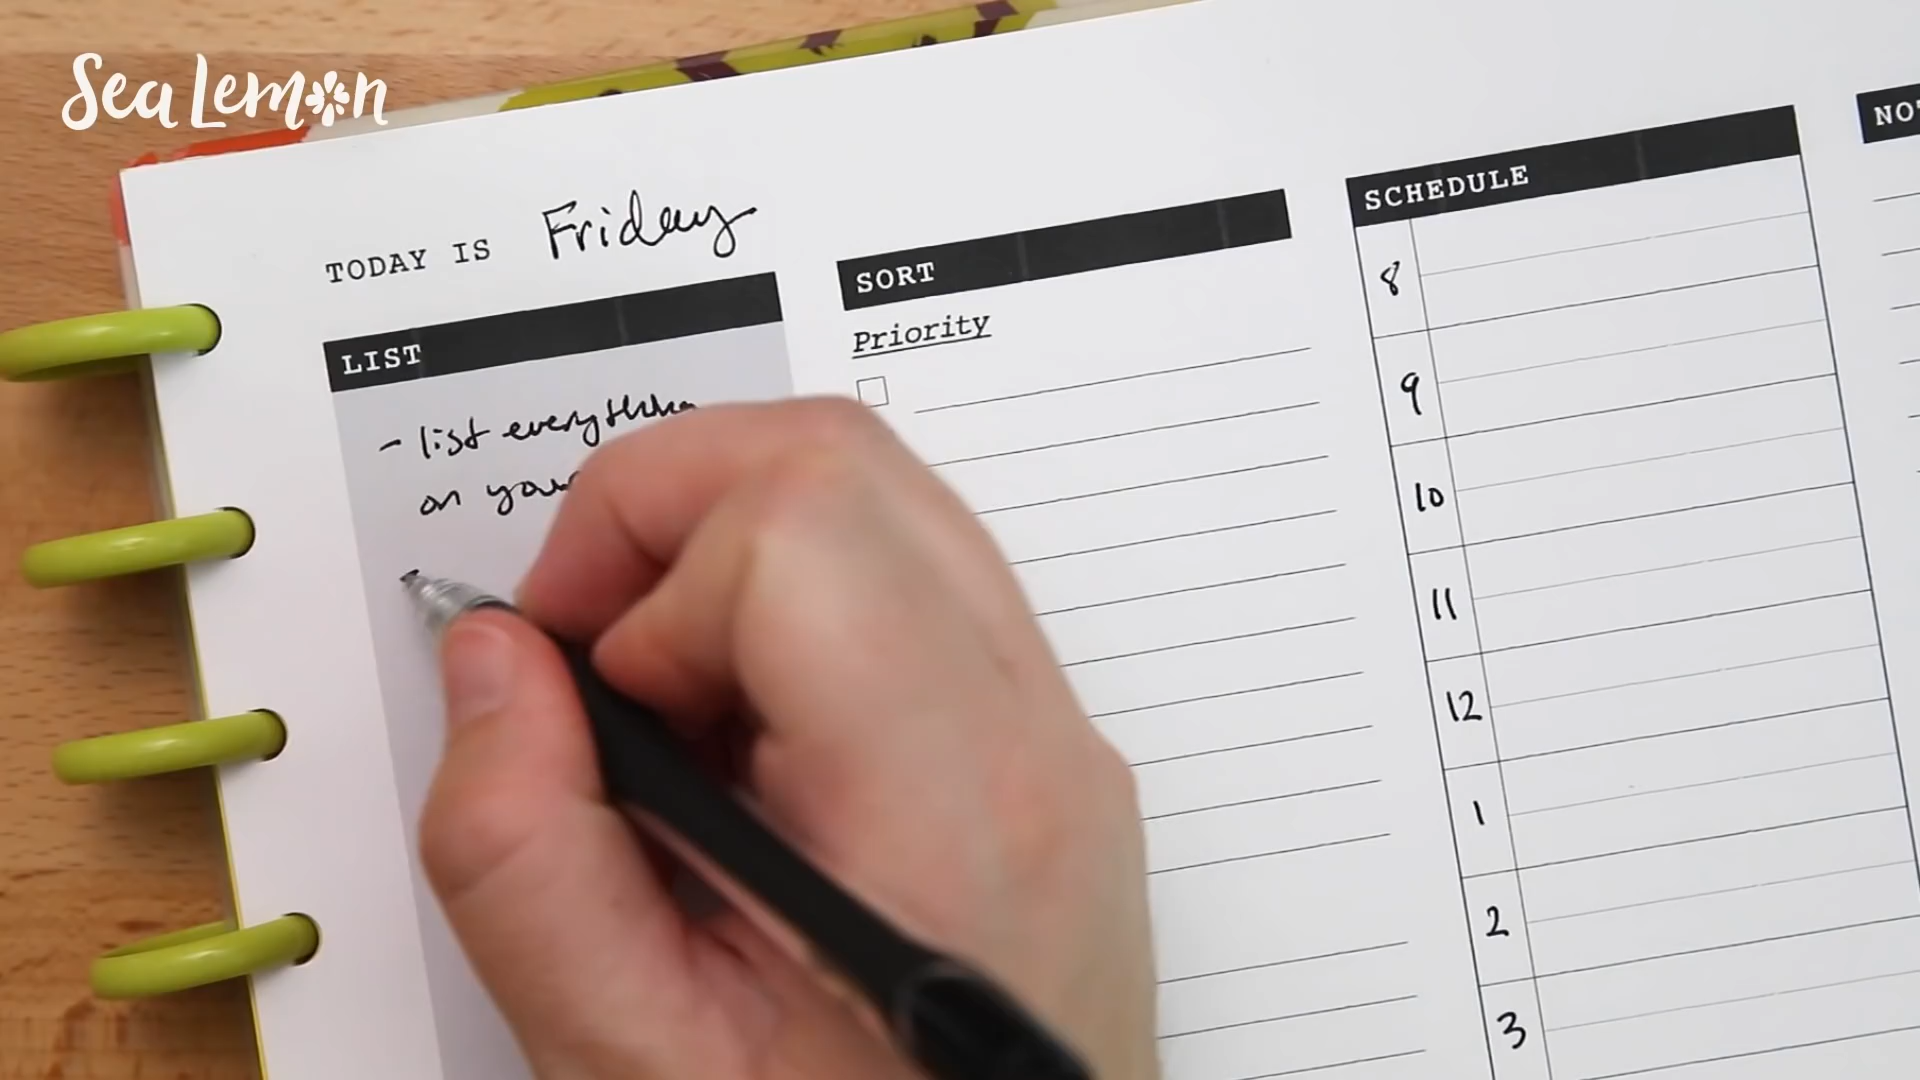 Sea Lemon
TODAY IS Friday
LIST
- list everything
on your
SORT
Priority
SCHEDULE
8
9
10
11
12
1
2
3